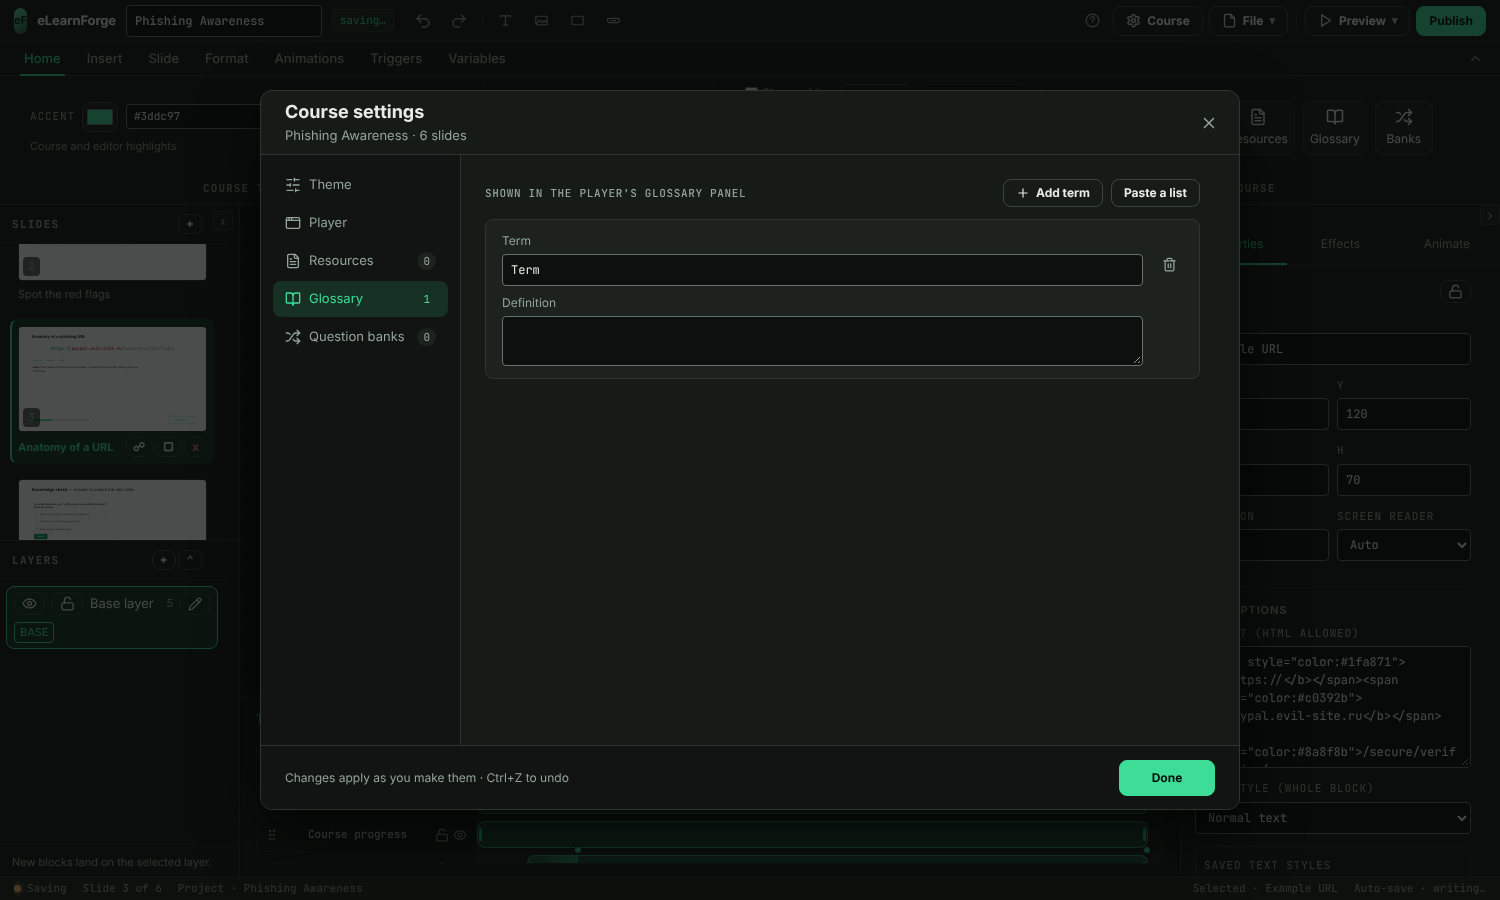 eF eLearnForge Phishing Awareness saving… Course File ▾ Preview ▾ Publish
Home Insert Slide Format Animations Triggers Variables
ACCENT #3ddc97
Course and editor highlights
Glossary Banks
SLIDES +
2
Spot the red flags
Anatomy of a phishing URL
3
Anatomy of a URL x
LAYERS + ^
Base layer 5
BASE
New blocks land on the selected layer.
Course settings
Phishing Awareness · 6 slides
Theme
Player
Resources 0
Glossary 1
Question banks 0
SHOWN IN THE PLAYER'S GLOSSARY PANEL + Add term Paste a list
Term
Term
Definition
Changes apply as you make them · Ctrl+Z to undo Done
Effects Animate
le URL
Y
120
H
70
SCREEN READER
Auto
PTIONS
T (HTML ALLOWED)
style="color:#1fa871">
tps://</b></span><span
="color:#c0392b">
ypal.evil-site.ru</b></span>
="color:#8a8f8b">/secure/verif
TYLE (WHOLE BLOCK)
Normal text
SAVED TEXT STYLES
Course progress
Saving Slide 3 of 6 Project · Phishing Awareness
Selected · Example URL Auto-save · writing…